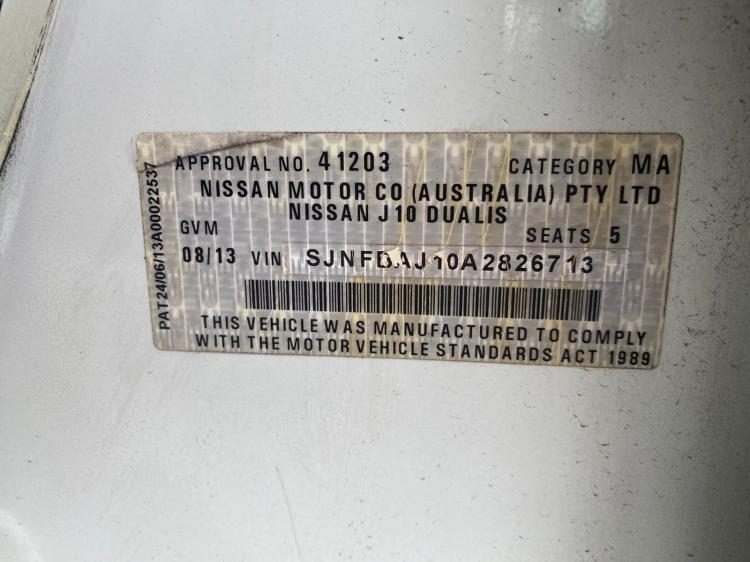 APPROVAL NO. 41203 CATEGORY MA
NISSAN MOTOR CO (AUSTRALIA) PTY LTD
NISSAN J10 DUALIS
GVM SEATS 5
08/13 VIN SJNFDAJ10A2826713
THIS VEHICLE WAS MANUFACTURED TO COMPLY
WITH THE MOTOR VEHICLE STANDARDS ACT 1989
PAT24/06/13A00022537